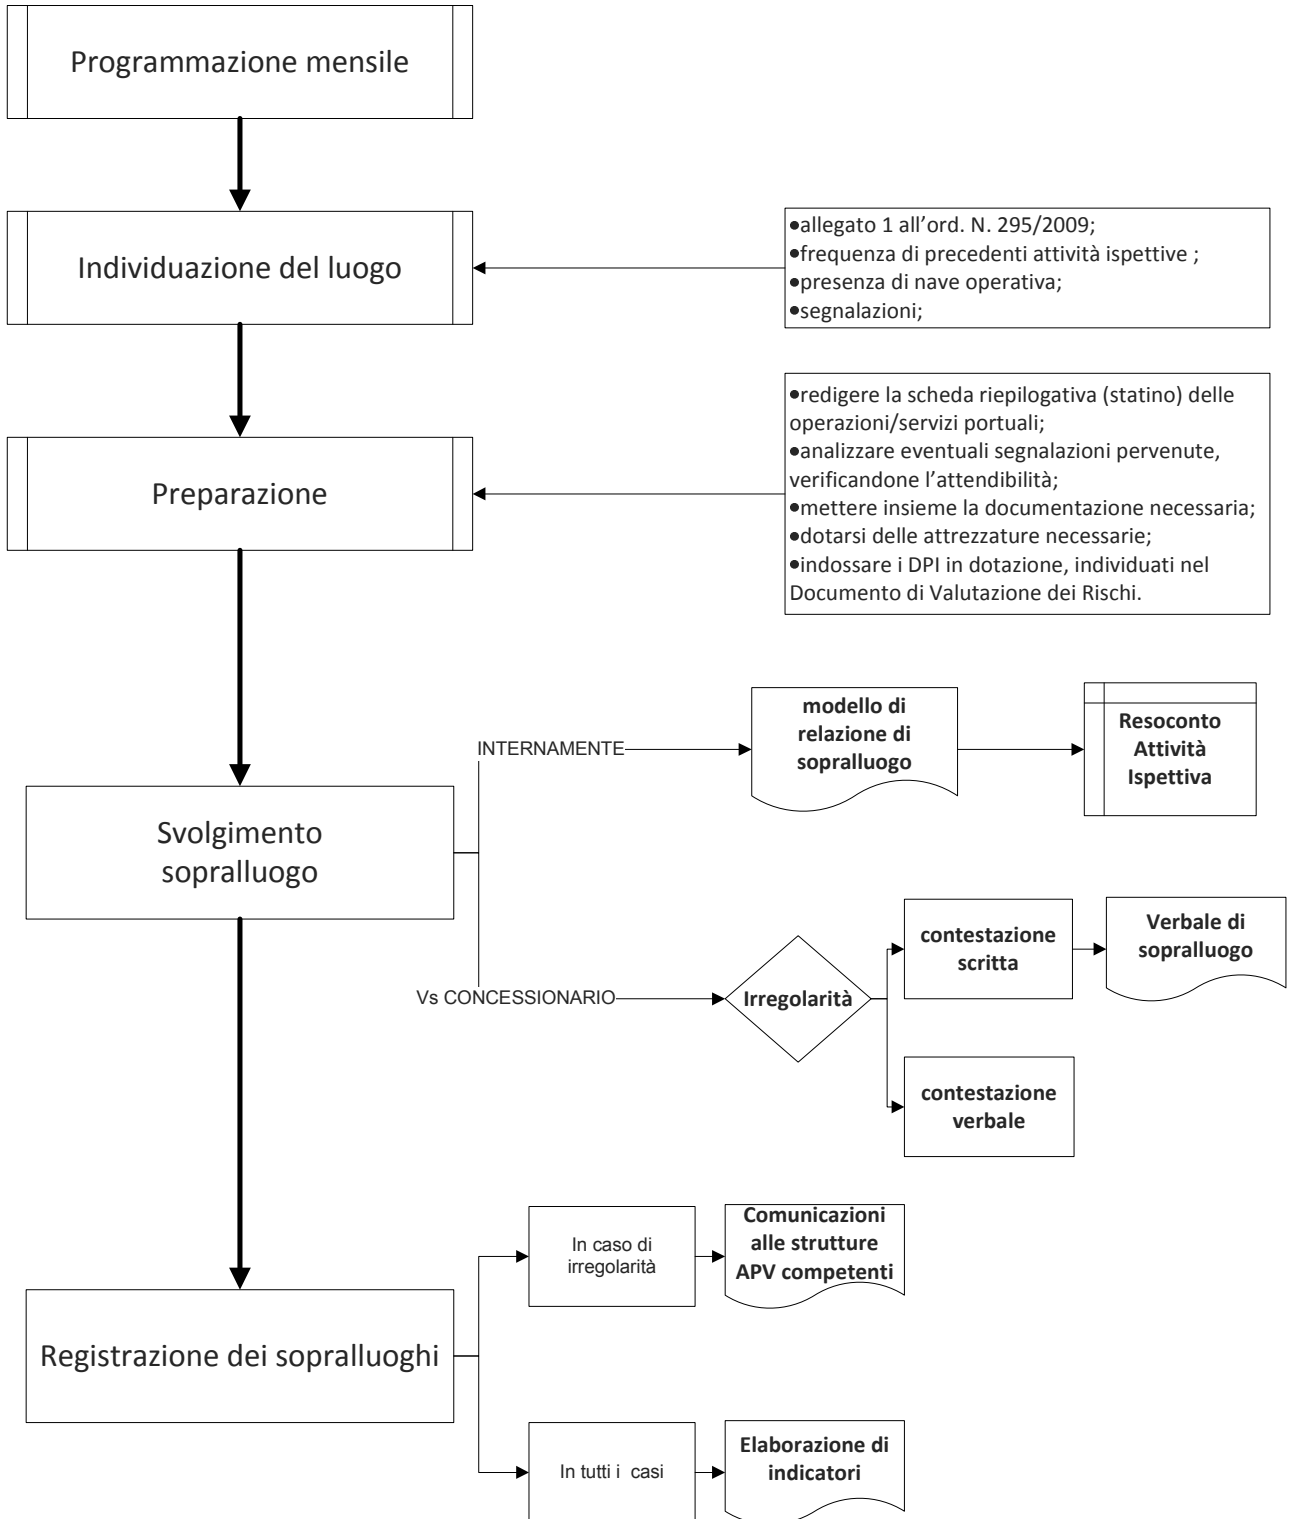 Programmazione mensile
Individuazione del luogo
•allegato 1 all’ord. N. 295/2009;
•frequenza di precedenti attività ispettive ;
•presenza di nave operativa;
•segnalazioni;
Preparazione
•redigere la scheda riepilogativa (statino) delle
operazioni/servizi portuali;
•analizzare eventuali segnalazioni pervenute,
verificandone l’attendibilità;
•mettere insieme la documentazione necessaria;
•dotarsi delle attrezzature necessarie;
•indossare i DPI in dotazione, individuati nel
Documento di Valutazione dei Rischi.
Svolgimento
sopralluogo
INTERNAMENTE
modello di
relazione di
sopralluogo
Resoconto
Attività
Ispettiva
Vs CONCESSIONARIO
Irregolarità
contestazione
scritta
Verbale di
sopralluogo
contestazione
verbale
Registrazione dei sopralluoghi
In caso di
irregolarità
Comunicazioni
alle strutture
APV competenti
In tutti i  casi
Elaborazione di
indicatori